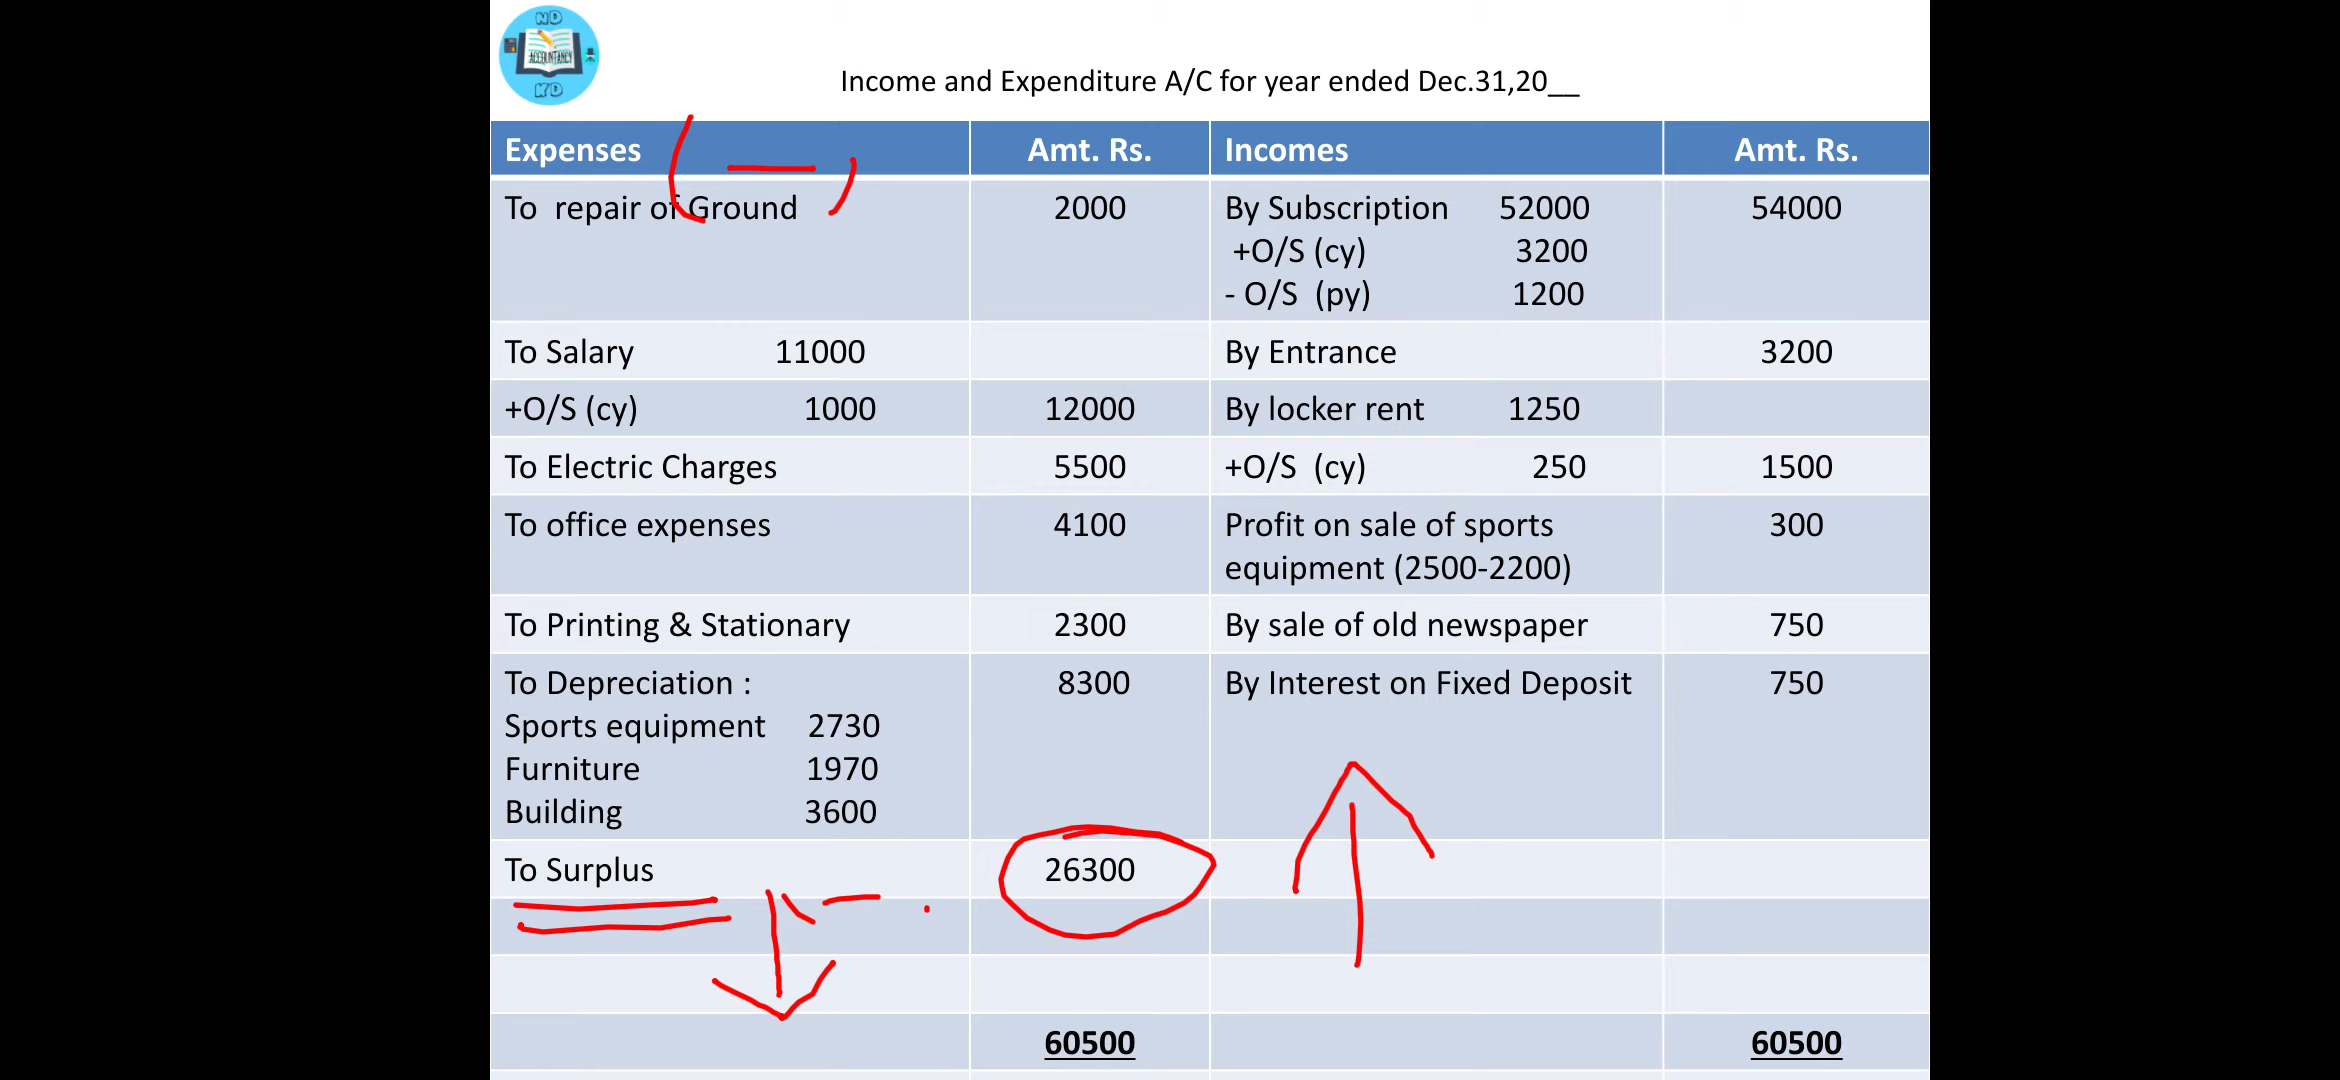 ND
ACCOUNTANCY
KD
Income and Expenditure A/C for year ended Dec.31,20__
Expenses Amt. Rs. Incomes Amt. Rs.
To repair of Ground 2000 By Subscription 52000 54000
+O/S (cy) 3200
- O/S (py) 1200
To Salary 11000 By Entrance 3200
+O/S (cy) 1000 12000 By locker rent 1250
To Electric Charges 5500 +O/S (cy) 250 1500
To office expenses 4100 Profit on sale of sports 300
equipment (2500-2200)
To Printing & Stationary 2300 By sale of old newspaper 750
To Depreciation : 8300 By Interest on Fixed Deposit 750
Sports equipment 2730
Furniture 1970
Building 3600
To Surplus 26300
60500 60500